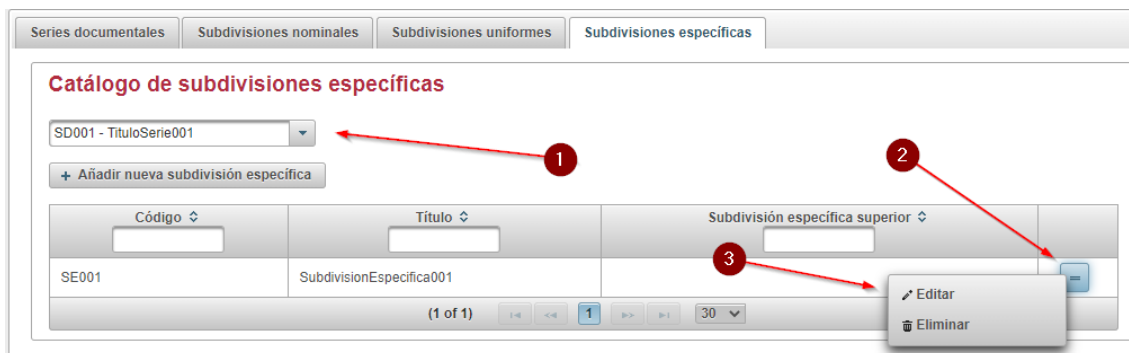 Series documentales Subdivisiones nominales Subdivisiones uniformes Subdivisiones específicas
Catálogo de subdivisiones específicas
SD001 - TituloSerie001
1
+ Añadir nueva subdivisión específica
2
Código Título Subdivisión específica superior
3
SE001 SubdivisionEspecifica001
Editar
(1 of 1) 1 30
Eliminar